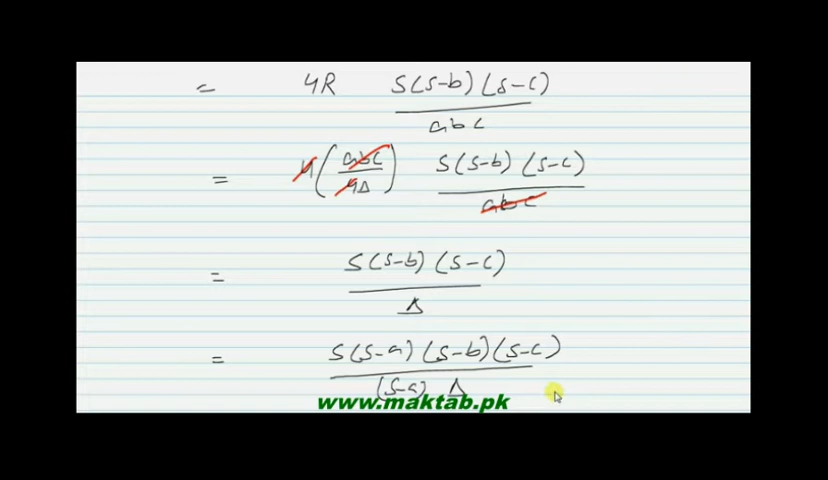 = 4R S(S-b)(S-c)
abc
= 4(abc/4Δ) S(S-b)(S-c)
abc
= S(S-b)(S-c)
Δ
= S(S-a)(S-b)(S-c)
(S-a) Δ
www.maktab.pk